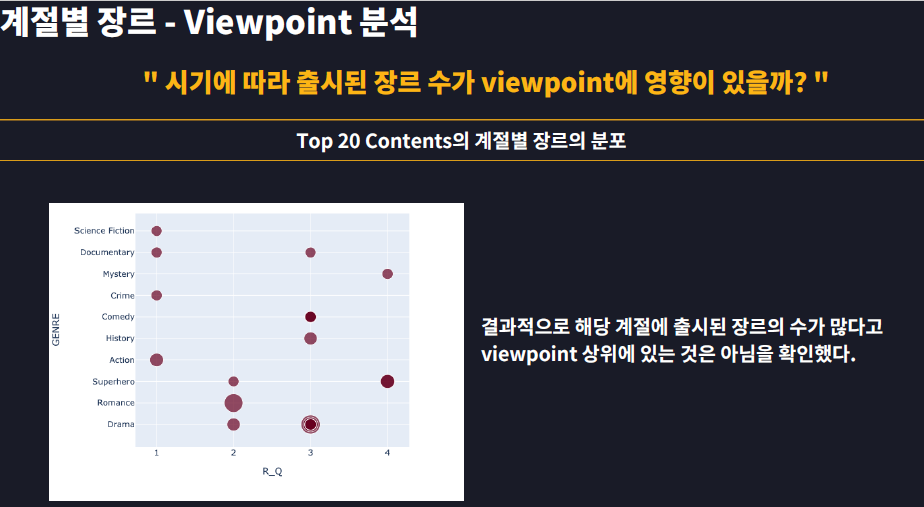 계절별 장르 - Viewpoint 분석
" 시기에 따라 출시된 장르 수가 viewpoint에 영향이 있을까? "
Top 20 Contents의 계절별 장르의 분포
Science Fiction
Documentary
Mystery
Crime
Comedy
History
Action
Superhero
Romance
Drama
GENRE
1 2 3 4
R_Q
결과적으로 해당 계절에 출시된 장르의 수가 많다고
viewpoint 상위에 있는 것은 아님을 확인했다.